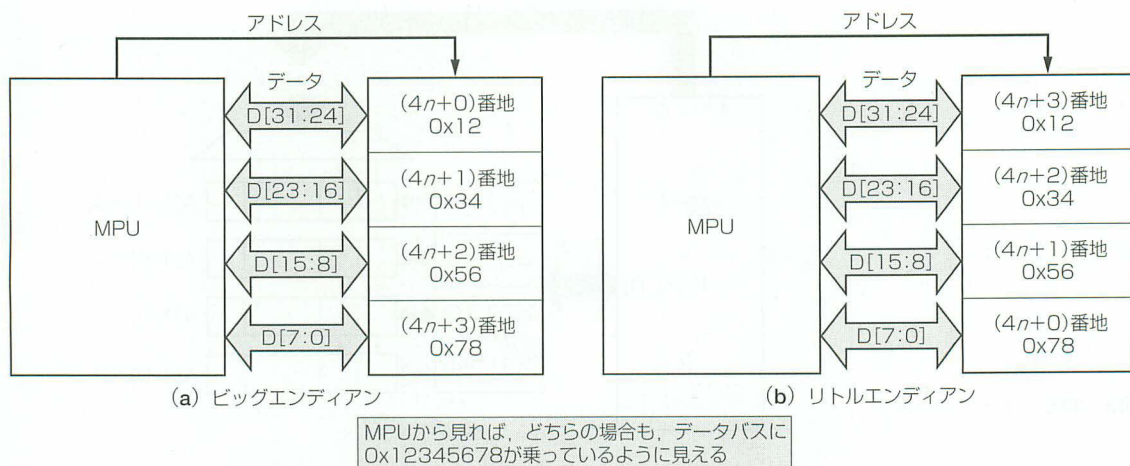 アドレス
データ
MPU
D[31:24]
(4n+0)番地
0x12
D[23:16]
(4n+1)番地
0x34
D[15:8]
(4n+2)番地
0x56
D[7:0]
(4n+3)番地
0x78
(a) ビッグエンディアン
アドレス
データ
MPU
D[31:24]
(4n+3)番地
0x12
D[23:16]
(4n+2)番地
0x34
D[15:8]
(4n+1)番地
0x56
D[7:0]
(4n+0)番地
0x78
(b) リトルエンディアン
MPUから見れば，どちらの場合も，データバスに
0x12345678が乗っているように見える